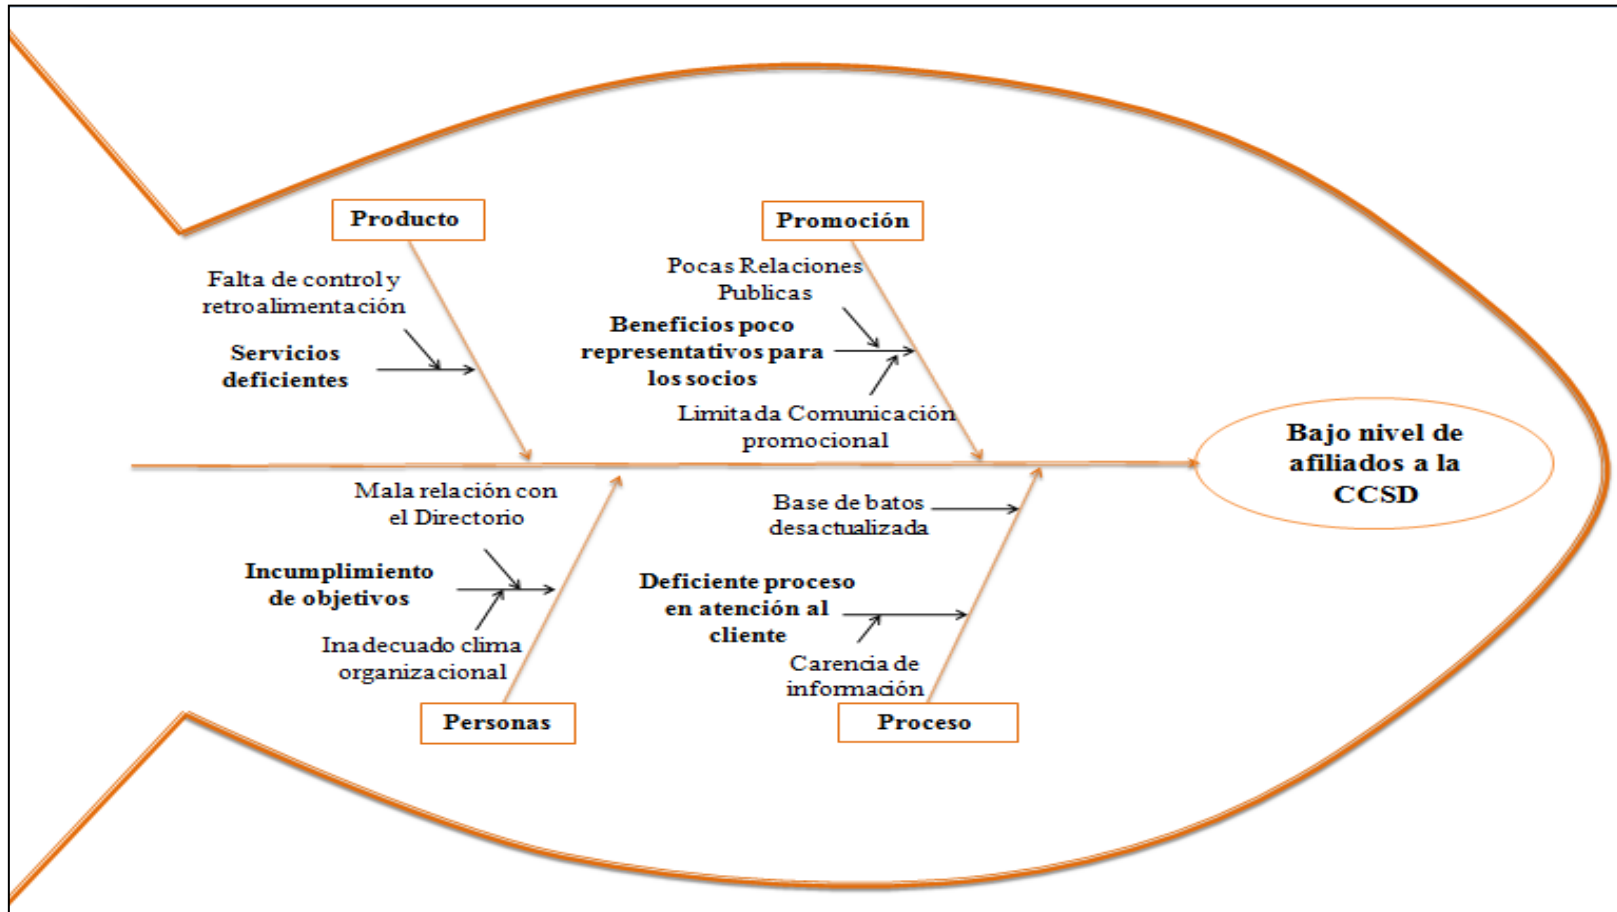 Producto
Falta de control y
retroalimentación
Servicios
deficientes
Promoción
Pocas Relaciones
Publicas
Beneficios poco
representativos para
los socios
Limitada Comunicación
promocional
Bajo nivel de
afiliados a la
CCSD
Mala relación con
el Directorio
Incumplimiento
de objetivos
Inadecuado clima
organizacional
Personas
Base de batos
desactualizada
Deficiente proceso
en atención al
cliente
Carencia de
información
Proceso